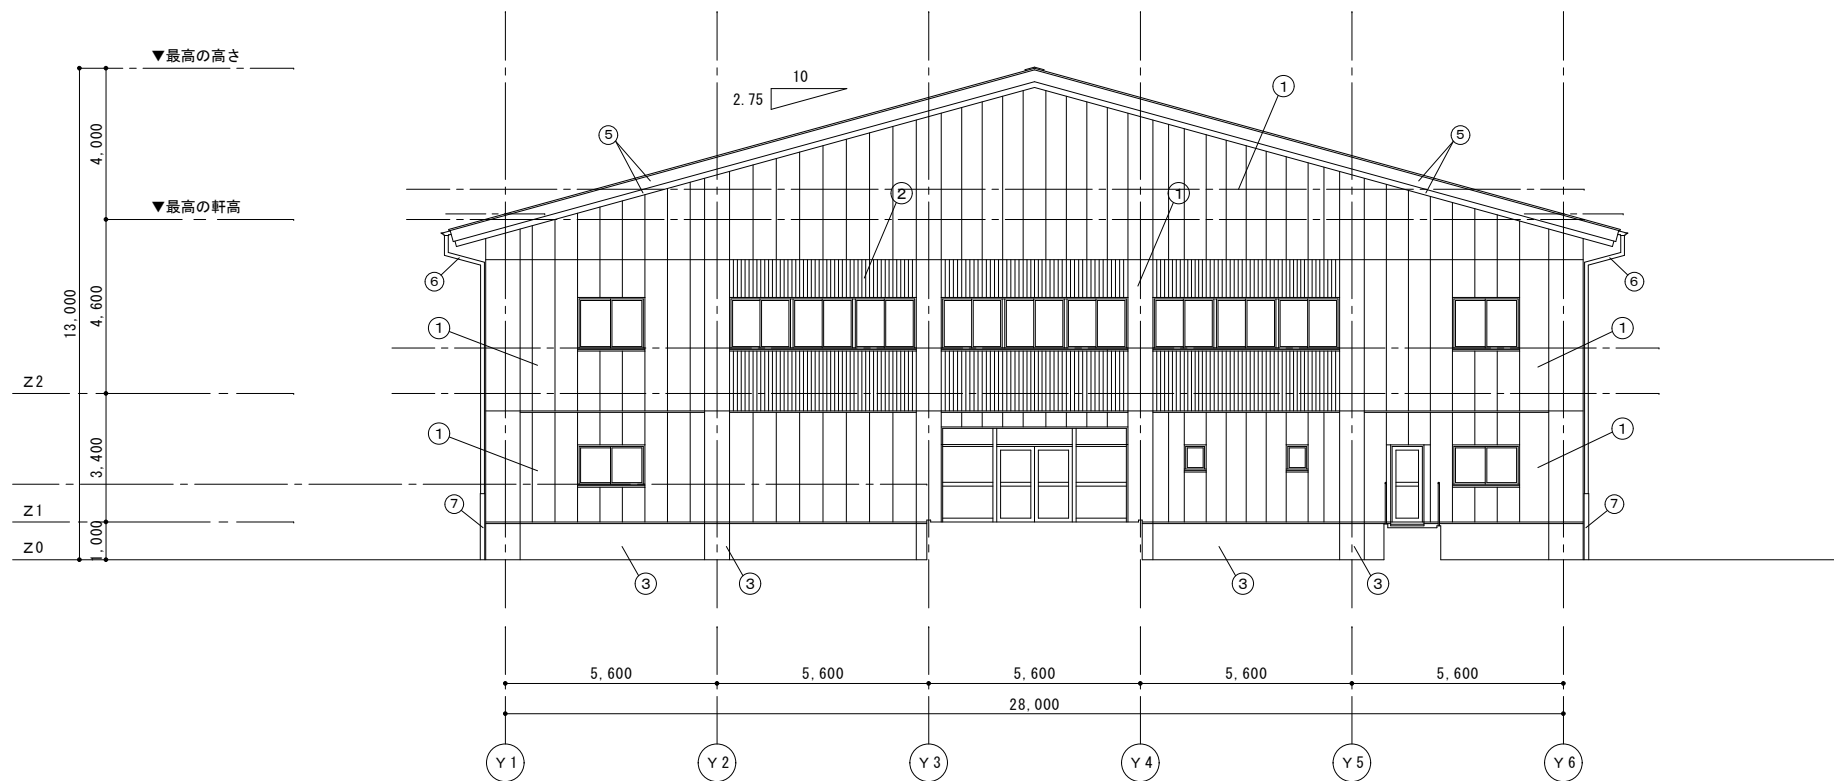 ▼最高の高さ
10
2.75
①
⑤
⑤
4,000
②
①
▼最高の軒高
⑥
⑥
13,000
4,600
①
①
Z2
①
①
3,400
⑦
⑦
Z1
1,000
Z0
③
③
③
③
5,600
5,600
5,600
5,600
5,600
28,000
Y1
Y2
Y3
Y4
Y5
Y6